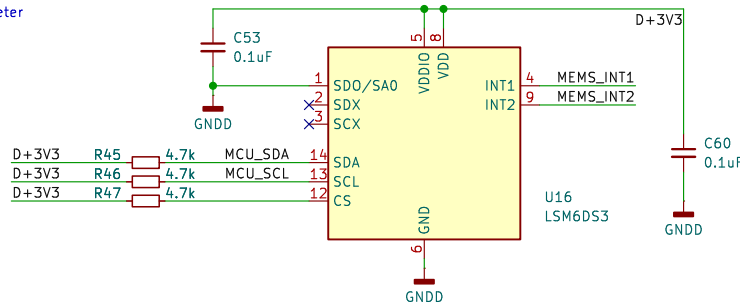 eter
D+3V3
C53
0.1uF
5
VDDIO
8
VDD
1
SDO/SA0
INT1
4
MEMS_INT1
2
SDX
INT2
9
MEMS_INT2
GNDD
3
SCX
C60
0.1uF
D+3V3
R45
4.7k
MCU_SDA
14
SDA
D+3V3
R46
4.7k
MCU_SCL
13
SCL
D+3V3
R47
4.7k
12
CS
U16
LSM6DS3
GND
6
GNDD
GNDD